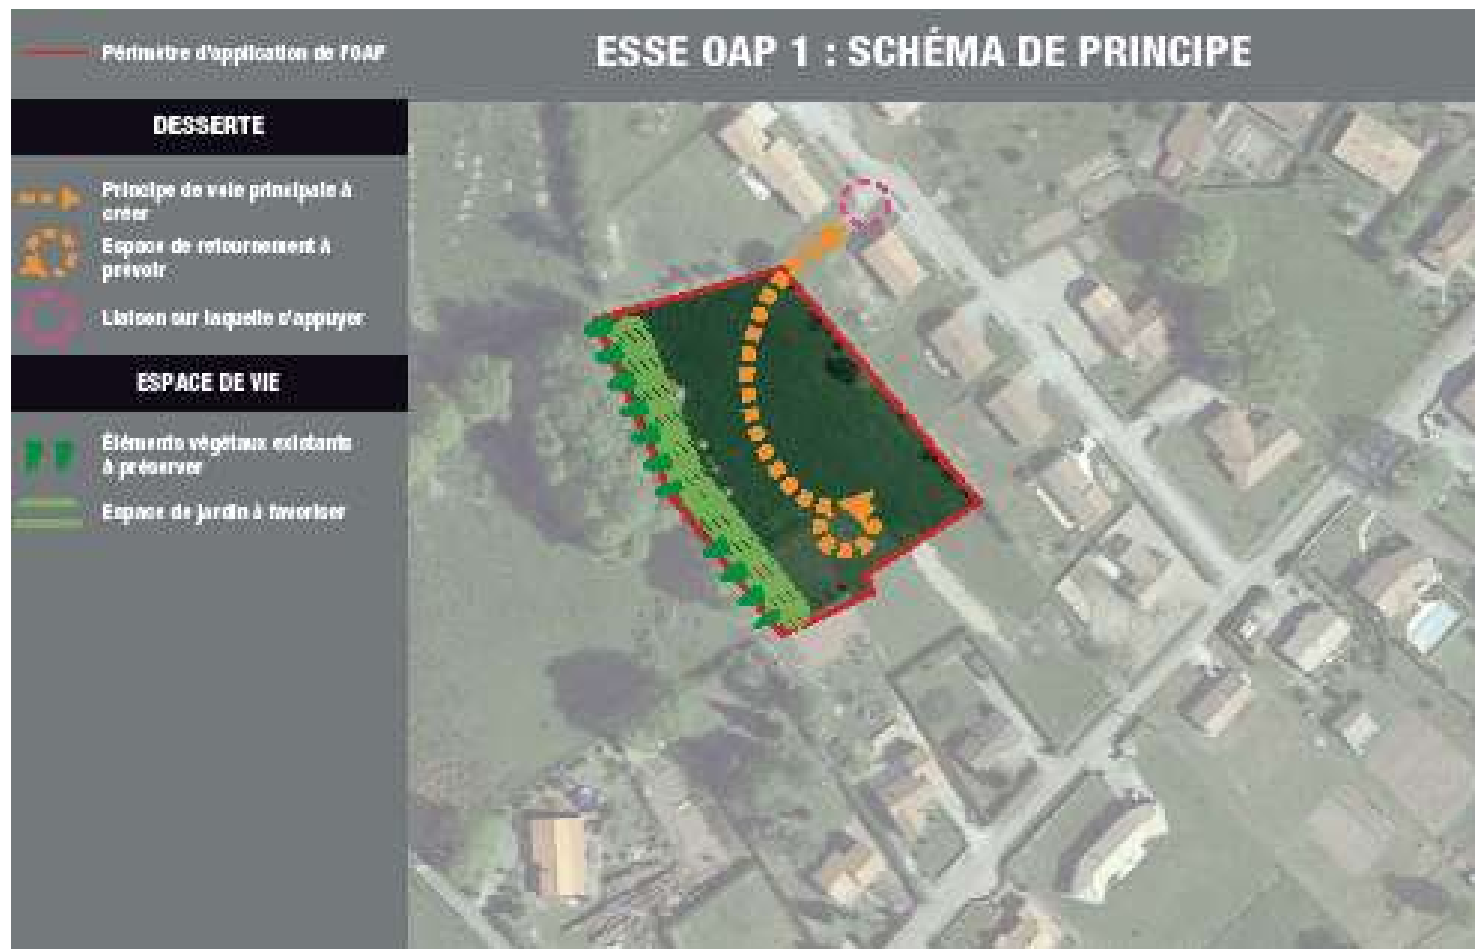 Périmètre d'application de l'OAP
ESSE OAP 1 : SCHÉMA DE PRINCIPE
DESSERTE
Principe de voie principale à
créer
Espace de retournement à
prévoir
Liaison sur laquelle s'appuyer
ESPACE DE VIE
Éléments végétaux existants
à préserver
Espace de jardin à favoriser